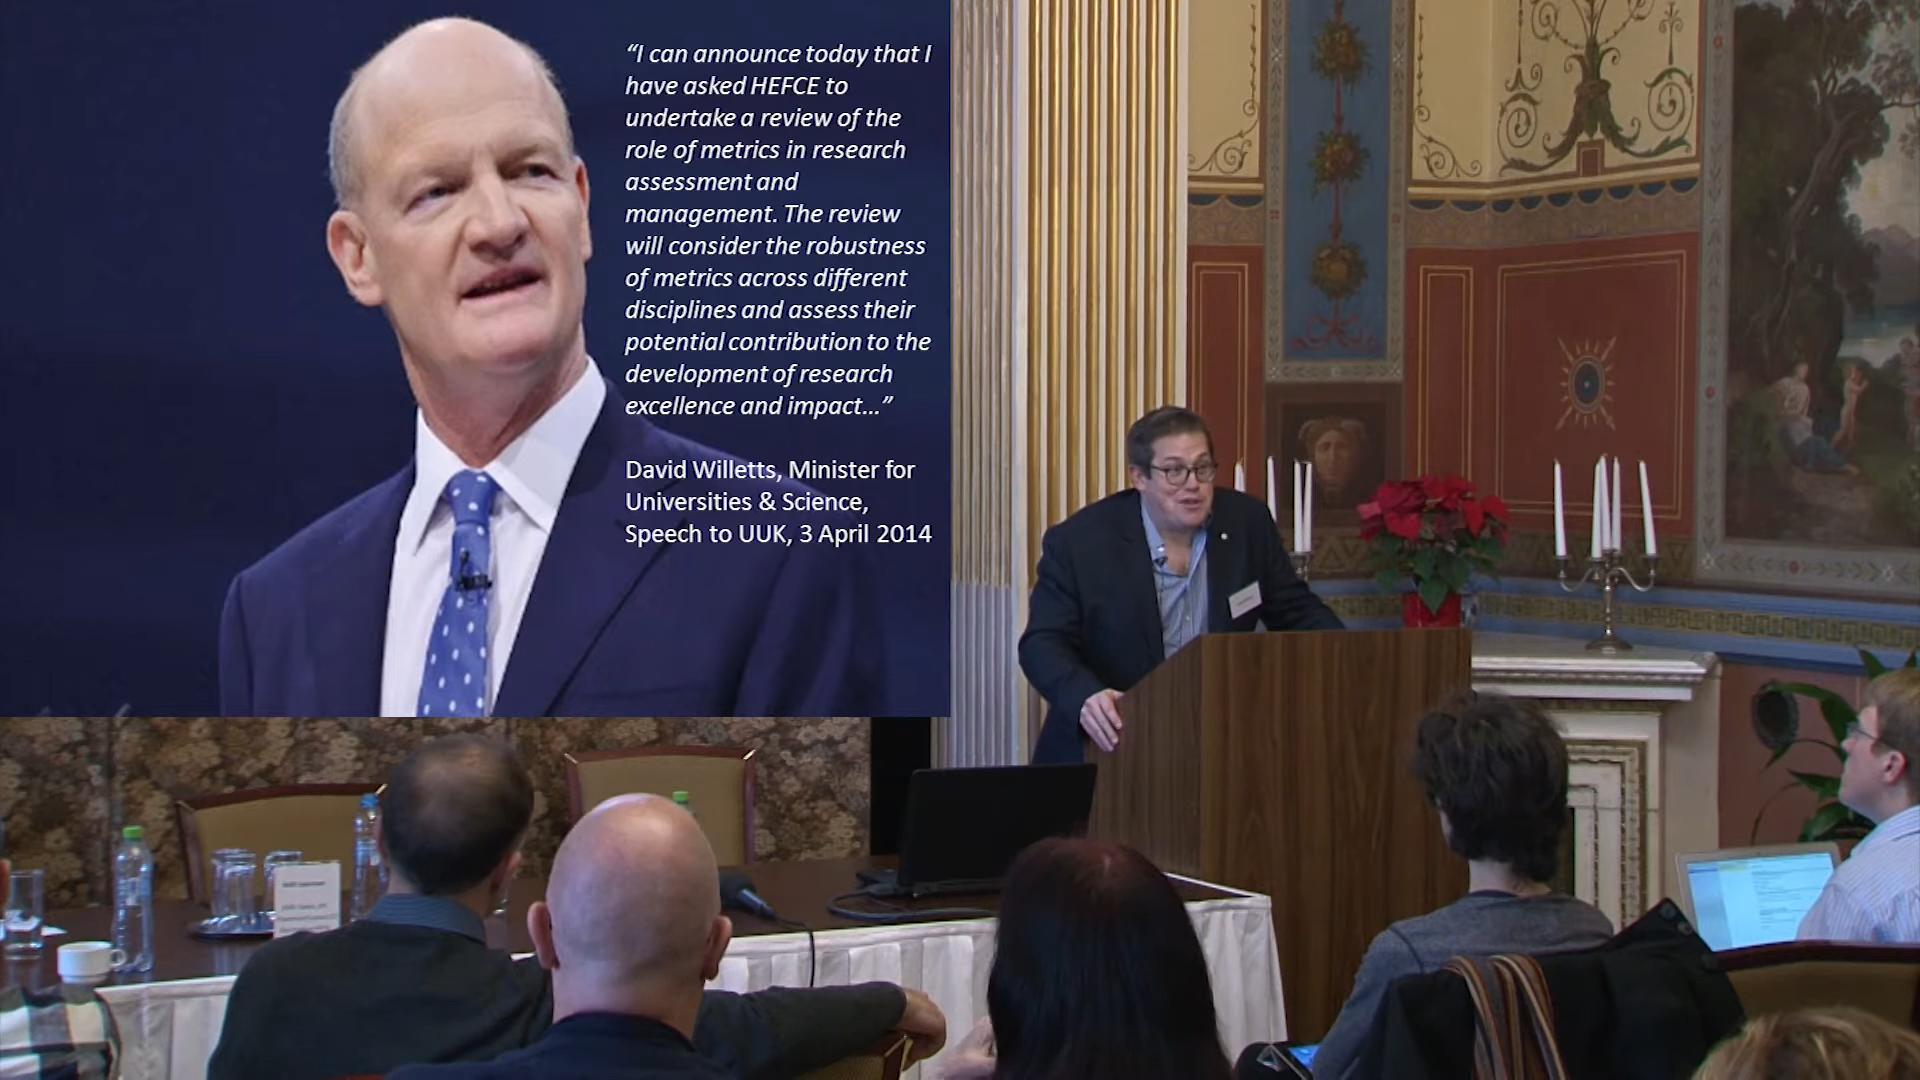 “I can announce today that I
have asked HEFCE to
undertake a review of the
role of metrics in research
assessment and
management. The review
will consider the robustness
of metrics across different
disciplines and assess their
potential contribution to the
development of research
excellence and impact…”
David Willetts, Minister for
Universities & Science,
Speech to UUK, 3 April 2014